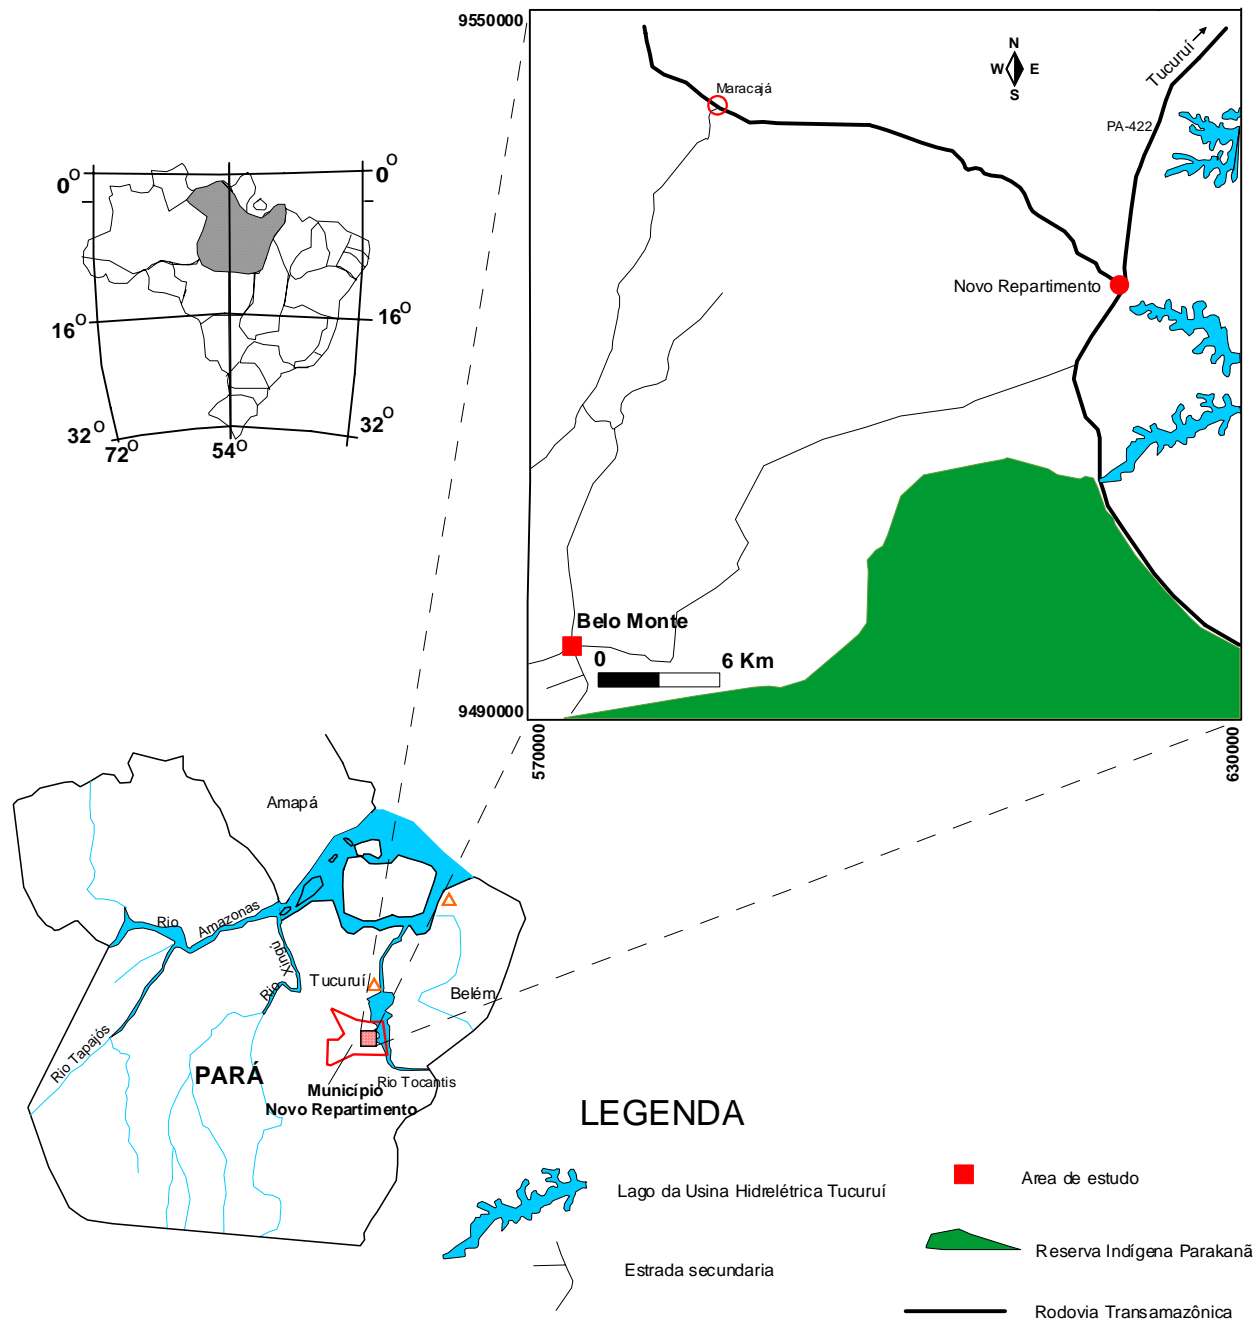 9550000
N
W E
S
Maracajá
Tucuruí
PA-422
Novo Repartimento
Belo Monte
0 6 Km
9490000
570000
630000
0º 0º
16º 16º
32º 32º
72º 54º
Amapá
Rio Amazonas
Rio Xingú
Tucuruí
Belém
Rio Tapajós
PARÁ
Rio Tocantis
Município
Novo Repartimento
LEGENDA
Lago da Usina Hidrelétrica Tucuruí
Area de estudo
Reserva Indígena Parakanã
Estrada secundaria
Rodovia Transamazônica